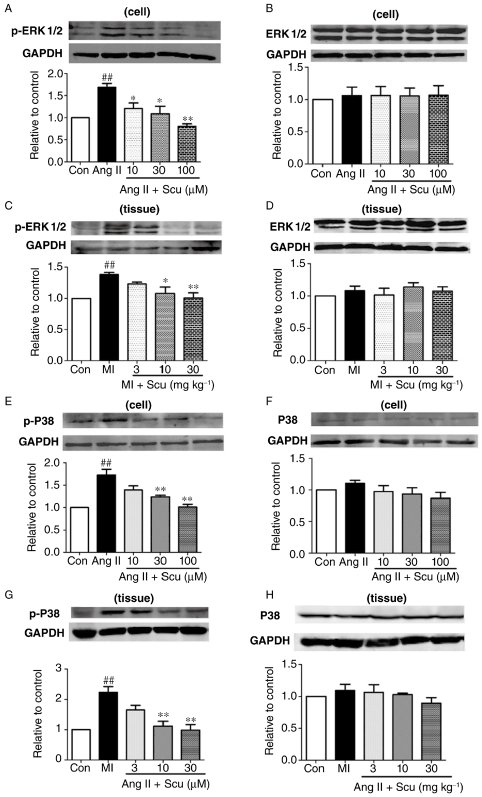 A
(cell)
p-ERK 1/2
GAPDH
Relative to control
2.0
1.5
1.0
0.5
0.0
##
*
*
**
Con
Ang II
10
30
100
Ang II + Scu (μM)
B
(cell)
ERK 1/2
GAPDH
Relative to control
1.5
1.0
0.5
0.0
Con
Ang II
10
30
100
Ang II + Scu (μM)
C
(tissue)
p-ERK 1/2
GAPDH
Relative to control
1.5
1.0
0.5
0.0
##
*
**
Con
MI
3
10
30
MI + Scu (mg kg⁻¹)
D
(tissue)
ERK 1/2
GAPDH
Relative to control
1.5
1.0
0.5
0.0
Con
MI
3
10
30
MI + Scu (mg kg⁻¹)
E
(cell)
p-P38
GAPDH
Relative to control
2.0
1.5
1.0
0.5
0.0
##
**
**
Con
Ang II
10
30
100
Ang II + Scu (μM)
F
(cell)
P38
GAPDH
Relative to control
1.5
1.0
0.5
0.0
Con
Ang II
10
30
100
Ang II + Scu (μM)
G
(tissue)
p-P38
GAPDH
Relative to control
3
2
1
0
##
**
**
Con
MI
3
10
30
Ang II + Scu (μM)
H
(tissue)
P38
GAPDH
Relative to control
1.5
1.0
0.5
0.0
Con
MI
3
10
30
Ang II + Scu (mg kg⁻¹)